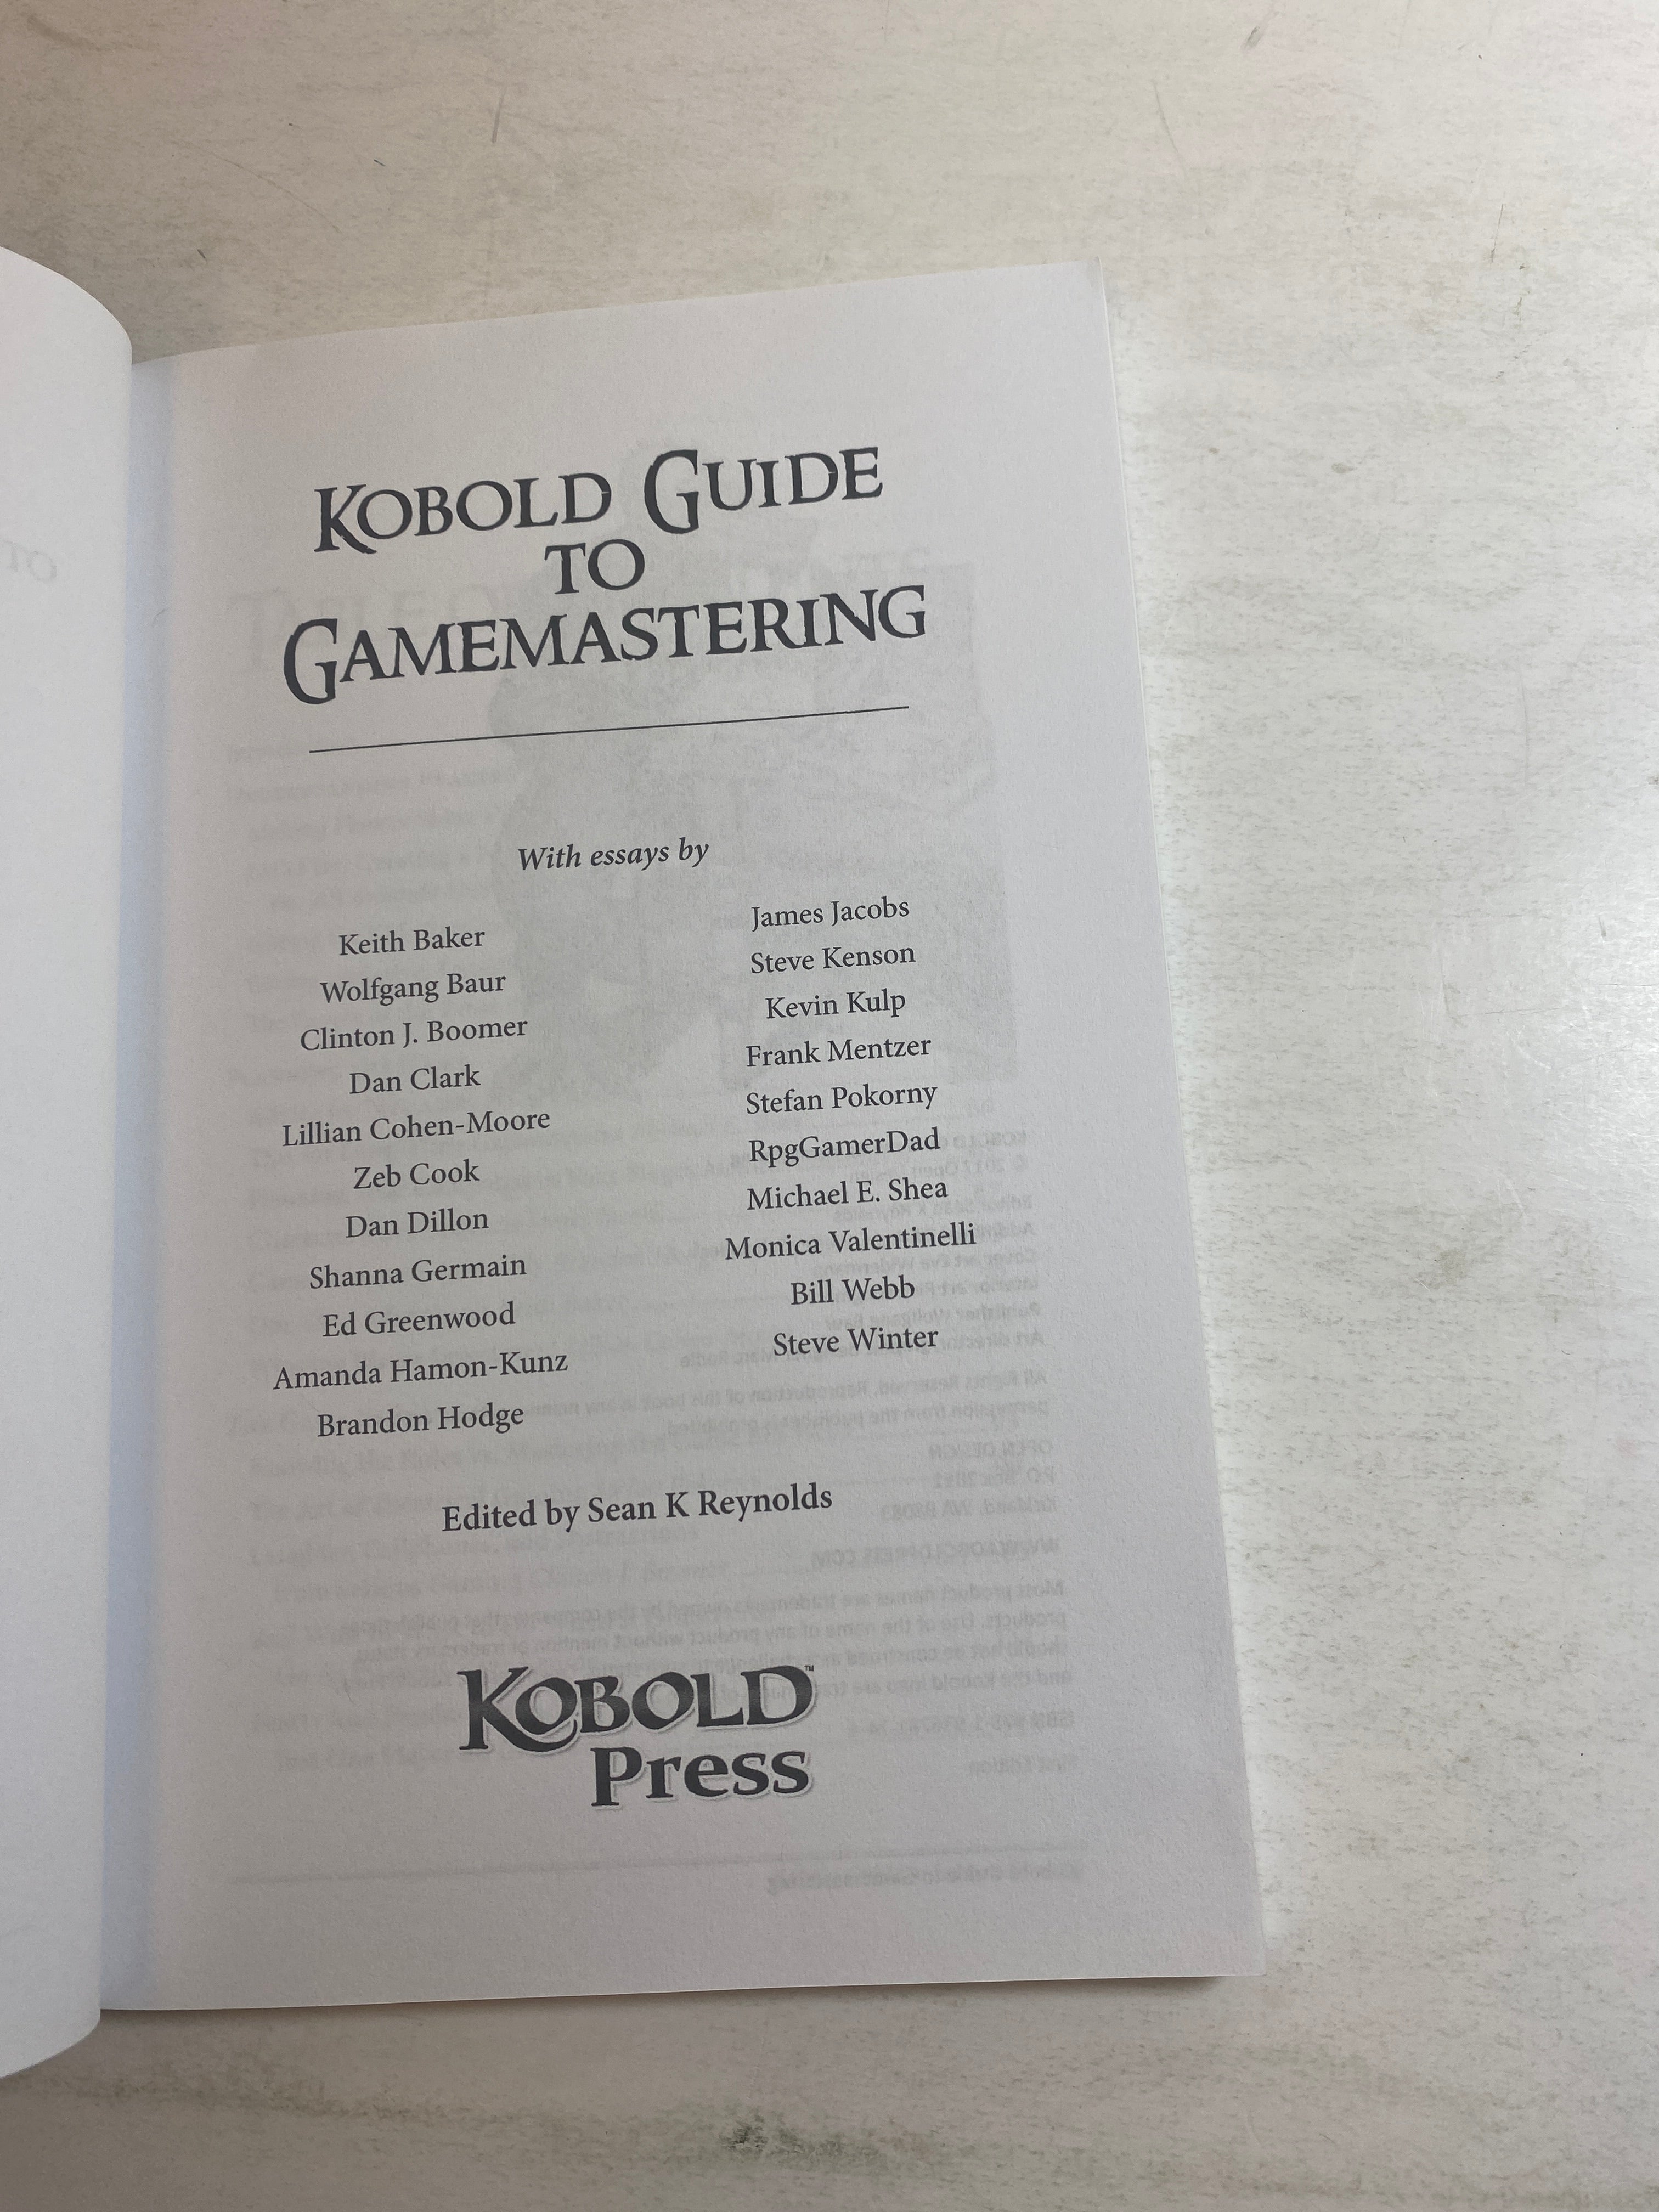 KOBOLD GUIDE
TO
GAMEMASTERING
With essays by
Keith Baker
Wolfgang Baur
Clinton J. Boomer
Dan Clark
Lillian Cohen-Moore
Zeb Cook
Dan Dillon
Shanna Germain
Ed Greenwood
Amanda Hamon-Kunz
Brandon Hodge
James Jacobs
Steve Kenson
Kevin Kulp
Frank Mentzer
Stefan Pokorny
RpgGamerDad
Michael E. Shea
Monica Valentinelli
Bill Webb
Steve Winter
Edited by Sean K Reynolds
KOBOLD™
Press